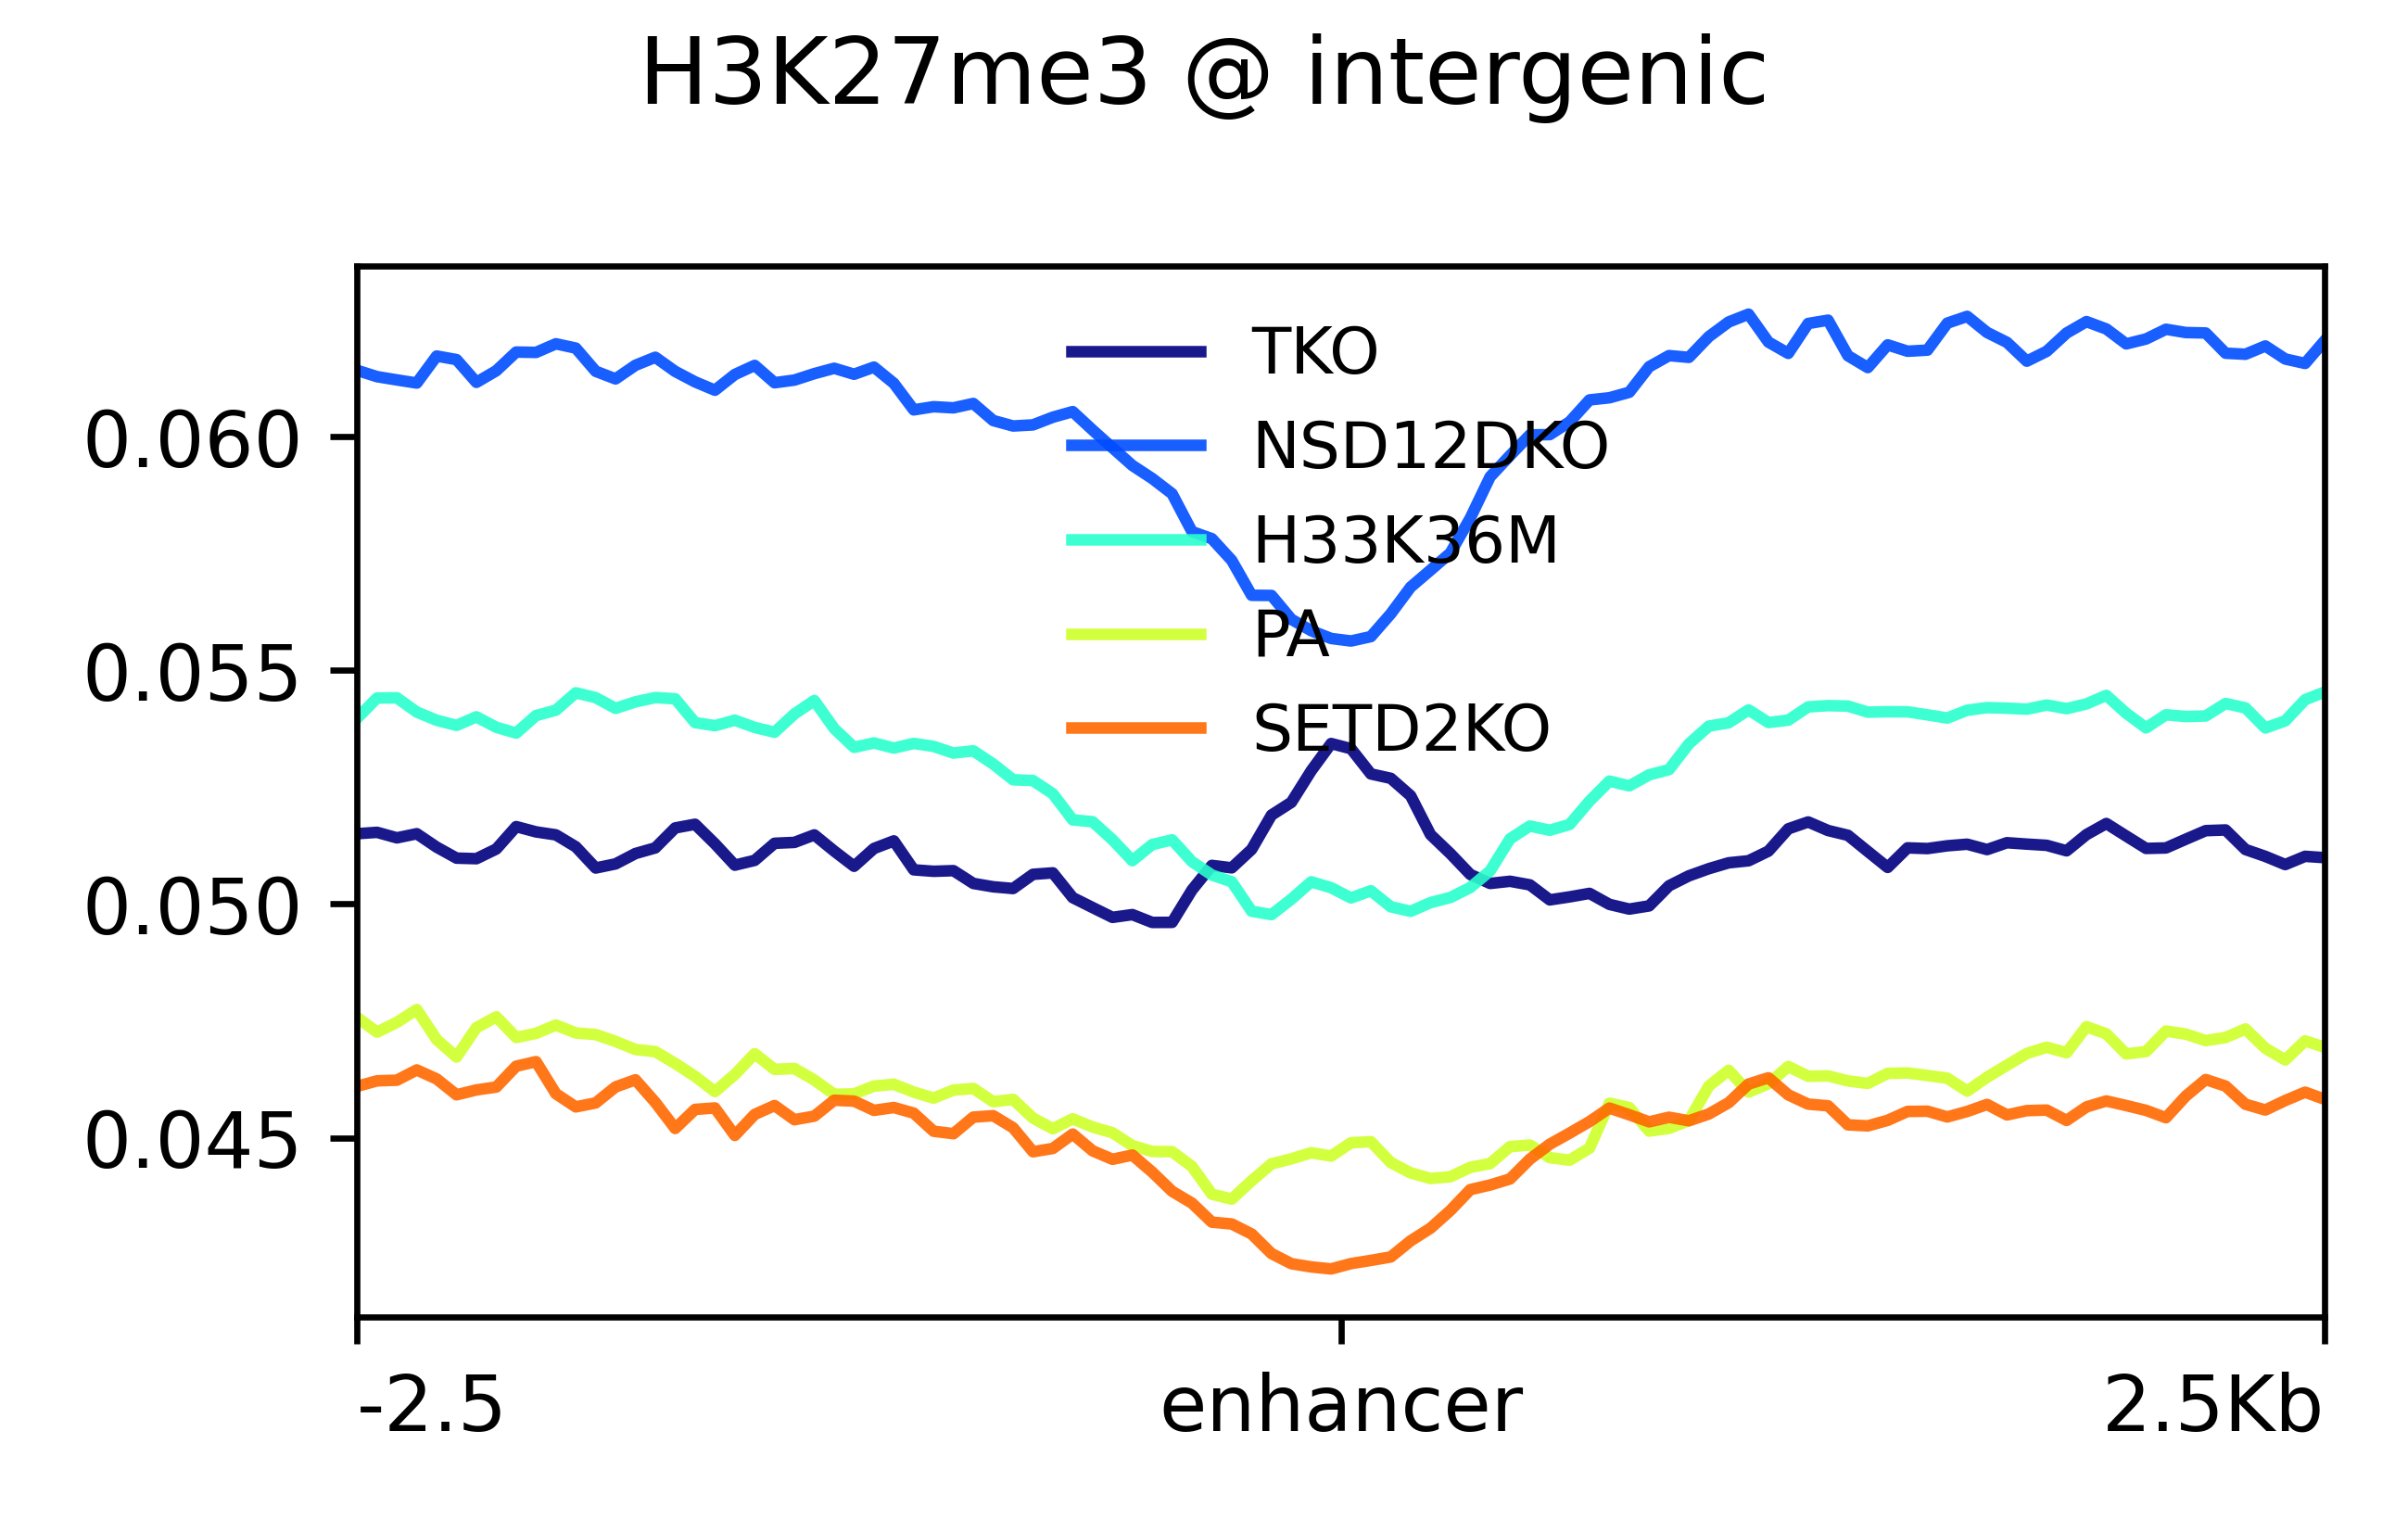 H3K27me3 @ intergenic
TKO
NSD12DKO
H33K36M
PA
SETD2KO
0.060
0.055
0.050
0.045
-2.5
enhancer
2.5Kb